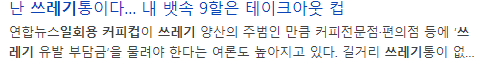 난 쓰레기통이다... 내 뱃속 9할은 테이크아웃 컵
연합뉴스일회용 커피컵이 쓰레기 양산의 주범인 만큼 커피전문점·편의점 등에 '쓰
레기 유발 부담금'을 물려야 한다는 여론도 높아지고 있다. 길거리 쓰레기통이 없...